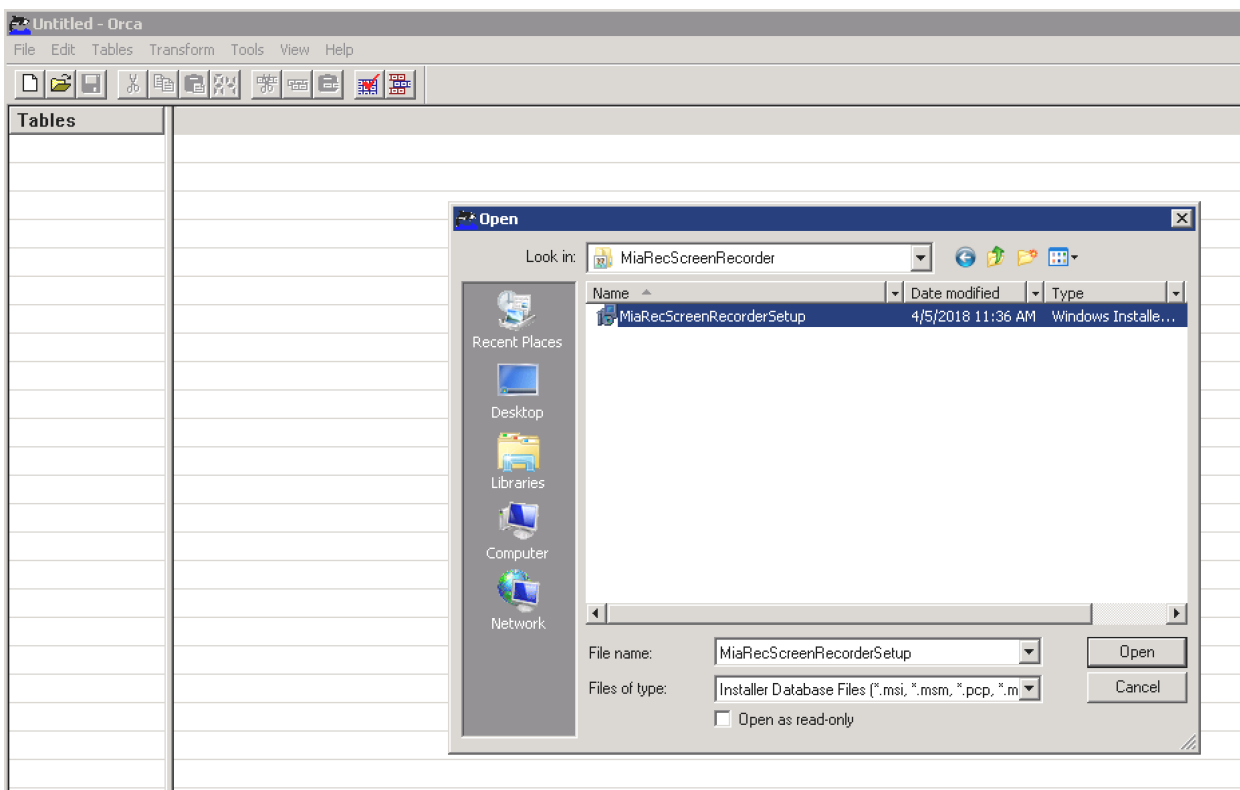 Untitled - Orca
File Edit Tables Transform Tools View Help
Tables
Open
Look in: MiaRecScreenRecorder
Name Date modified Type
MiaRecScreenRecorderSetup 4/5/2018 11:36 AM Windows Installe...
Recent Places
Desktop
Libraries
Computer
Network
File name: MiaRecScreenRecorderSetup Open
Files of type: Installer Database Files (*.msi, *.msm, *.pcp, *.m Cancel
Open as read-only